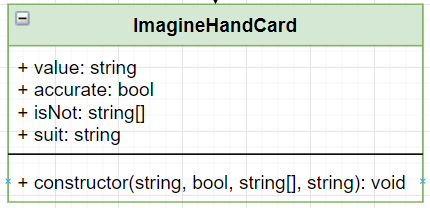 ImagineHandCard
+ value: string
+ accurate: bool
+ isNot: string[]
+ suit: string
+ constructor(string, bool, string[], string): void